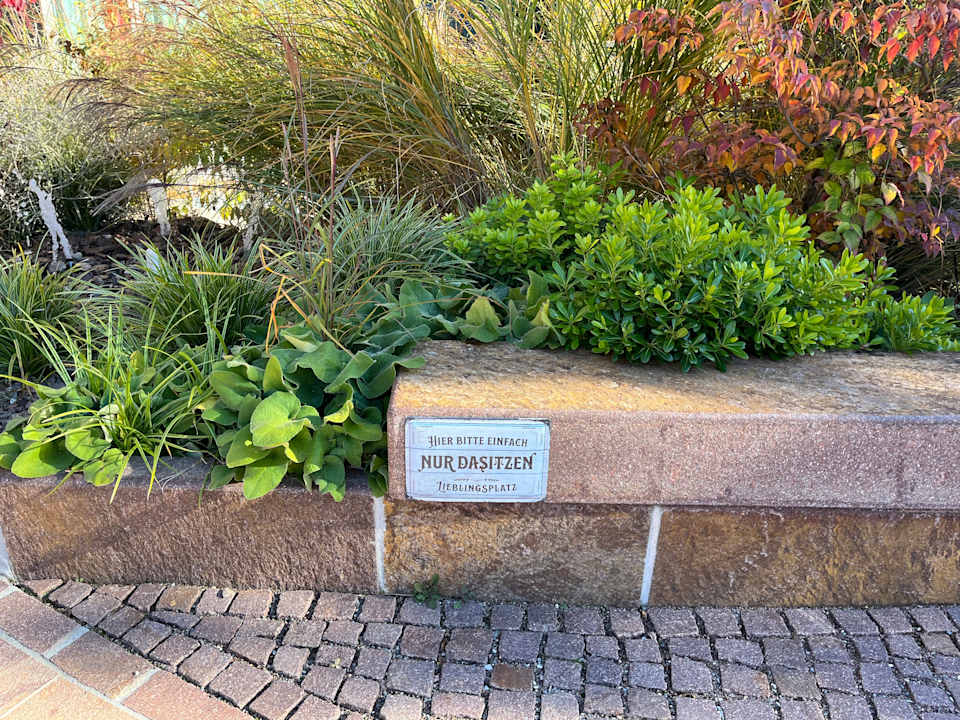 HIER BITTE EINFACH
NUR DASITZEN
LIEBLINGSPLATZ